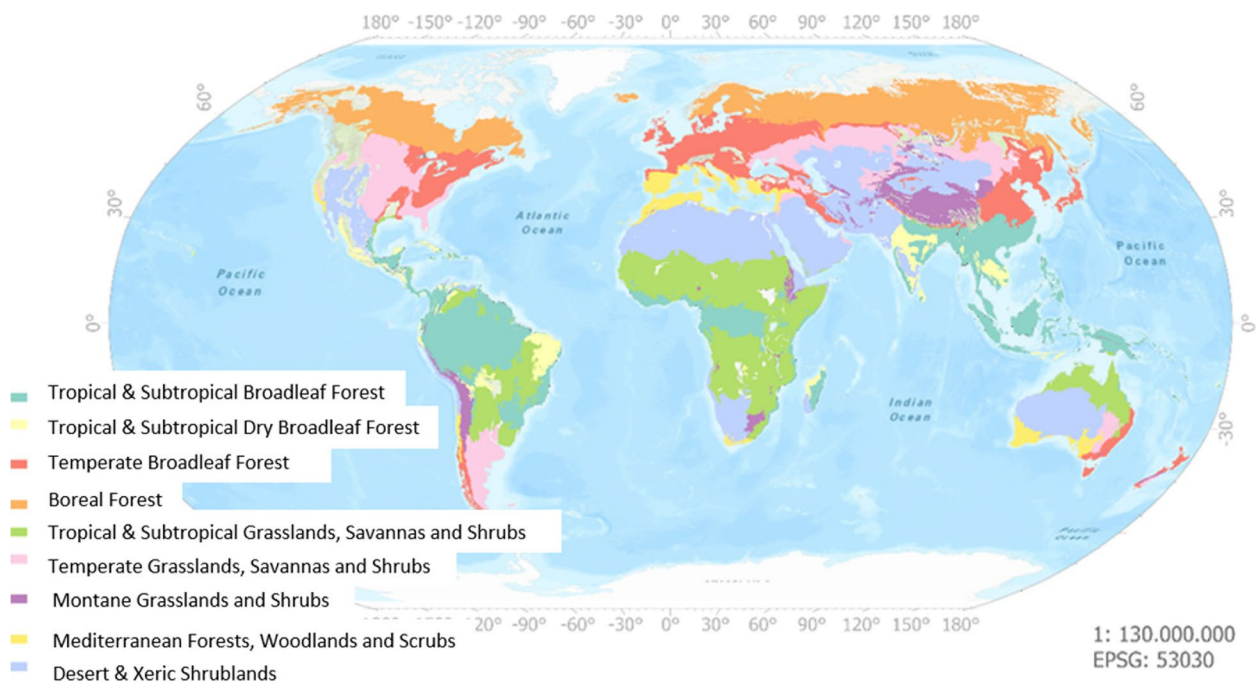 180° -150° -120° -90° -60° -30° 0° 30° 60° 90° 120° 150° 180°
60°
60°
30°
30°
Atlantic
Ocean
Pacific
Ocean
Pacific
Ocean
0°
0°
Indian
Ocean
-30°
Tropical & Subtropical Broadleaf Forest
Tropical & Subtropical Dry Broadleaf Forest
Temperate Broadleaf Forest
Boreal Forest
Tropical & Subtropical Grasslands, Savannas and Shrubs
Temperate Grasslands, Savannas and Shrubs
Montane Grasslands and Shrubs
Mediterranean Forests, Woodlands and Scrubs
Desert & Xeric Shrublands
20° -90° -60° -30° 0° 30° 60° 90° 120° 150° 180°
1: 130.000.000
EPSG: 53030